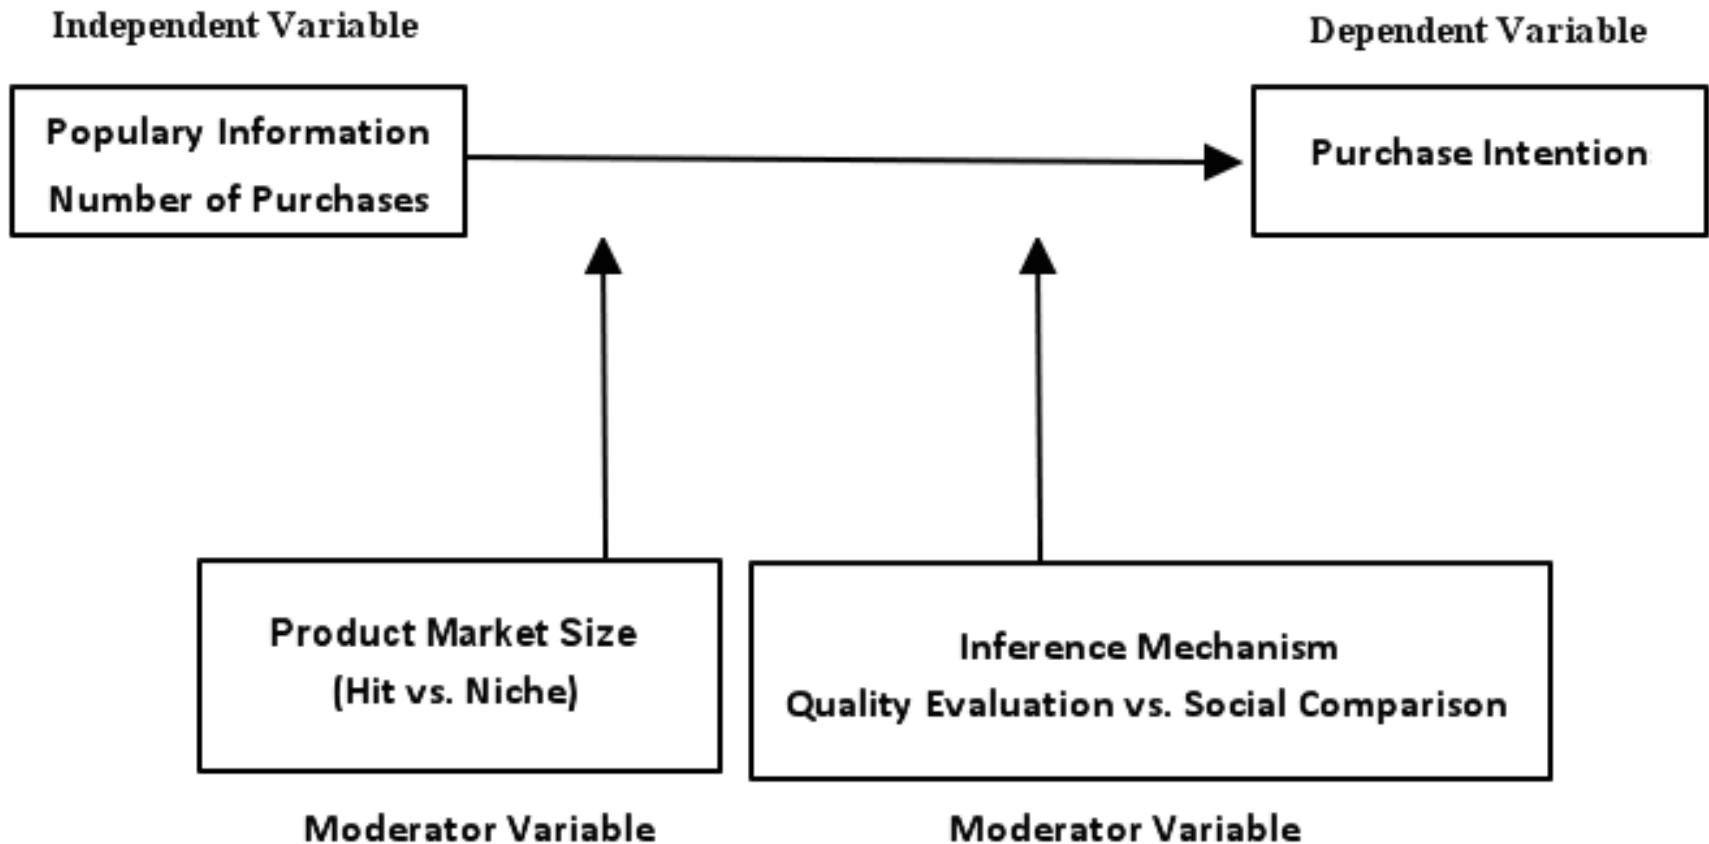 Independent Variable
Dependent Variable
Populary Information
Number of Purchases
Purchase Intention
Product Market Size
(Hit vs. Niche)
Inference Mechanism
Quality Evaluation vs. Social Comparison
Moderator Variable
Moderator Variable